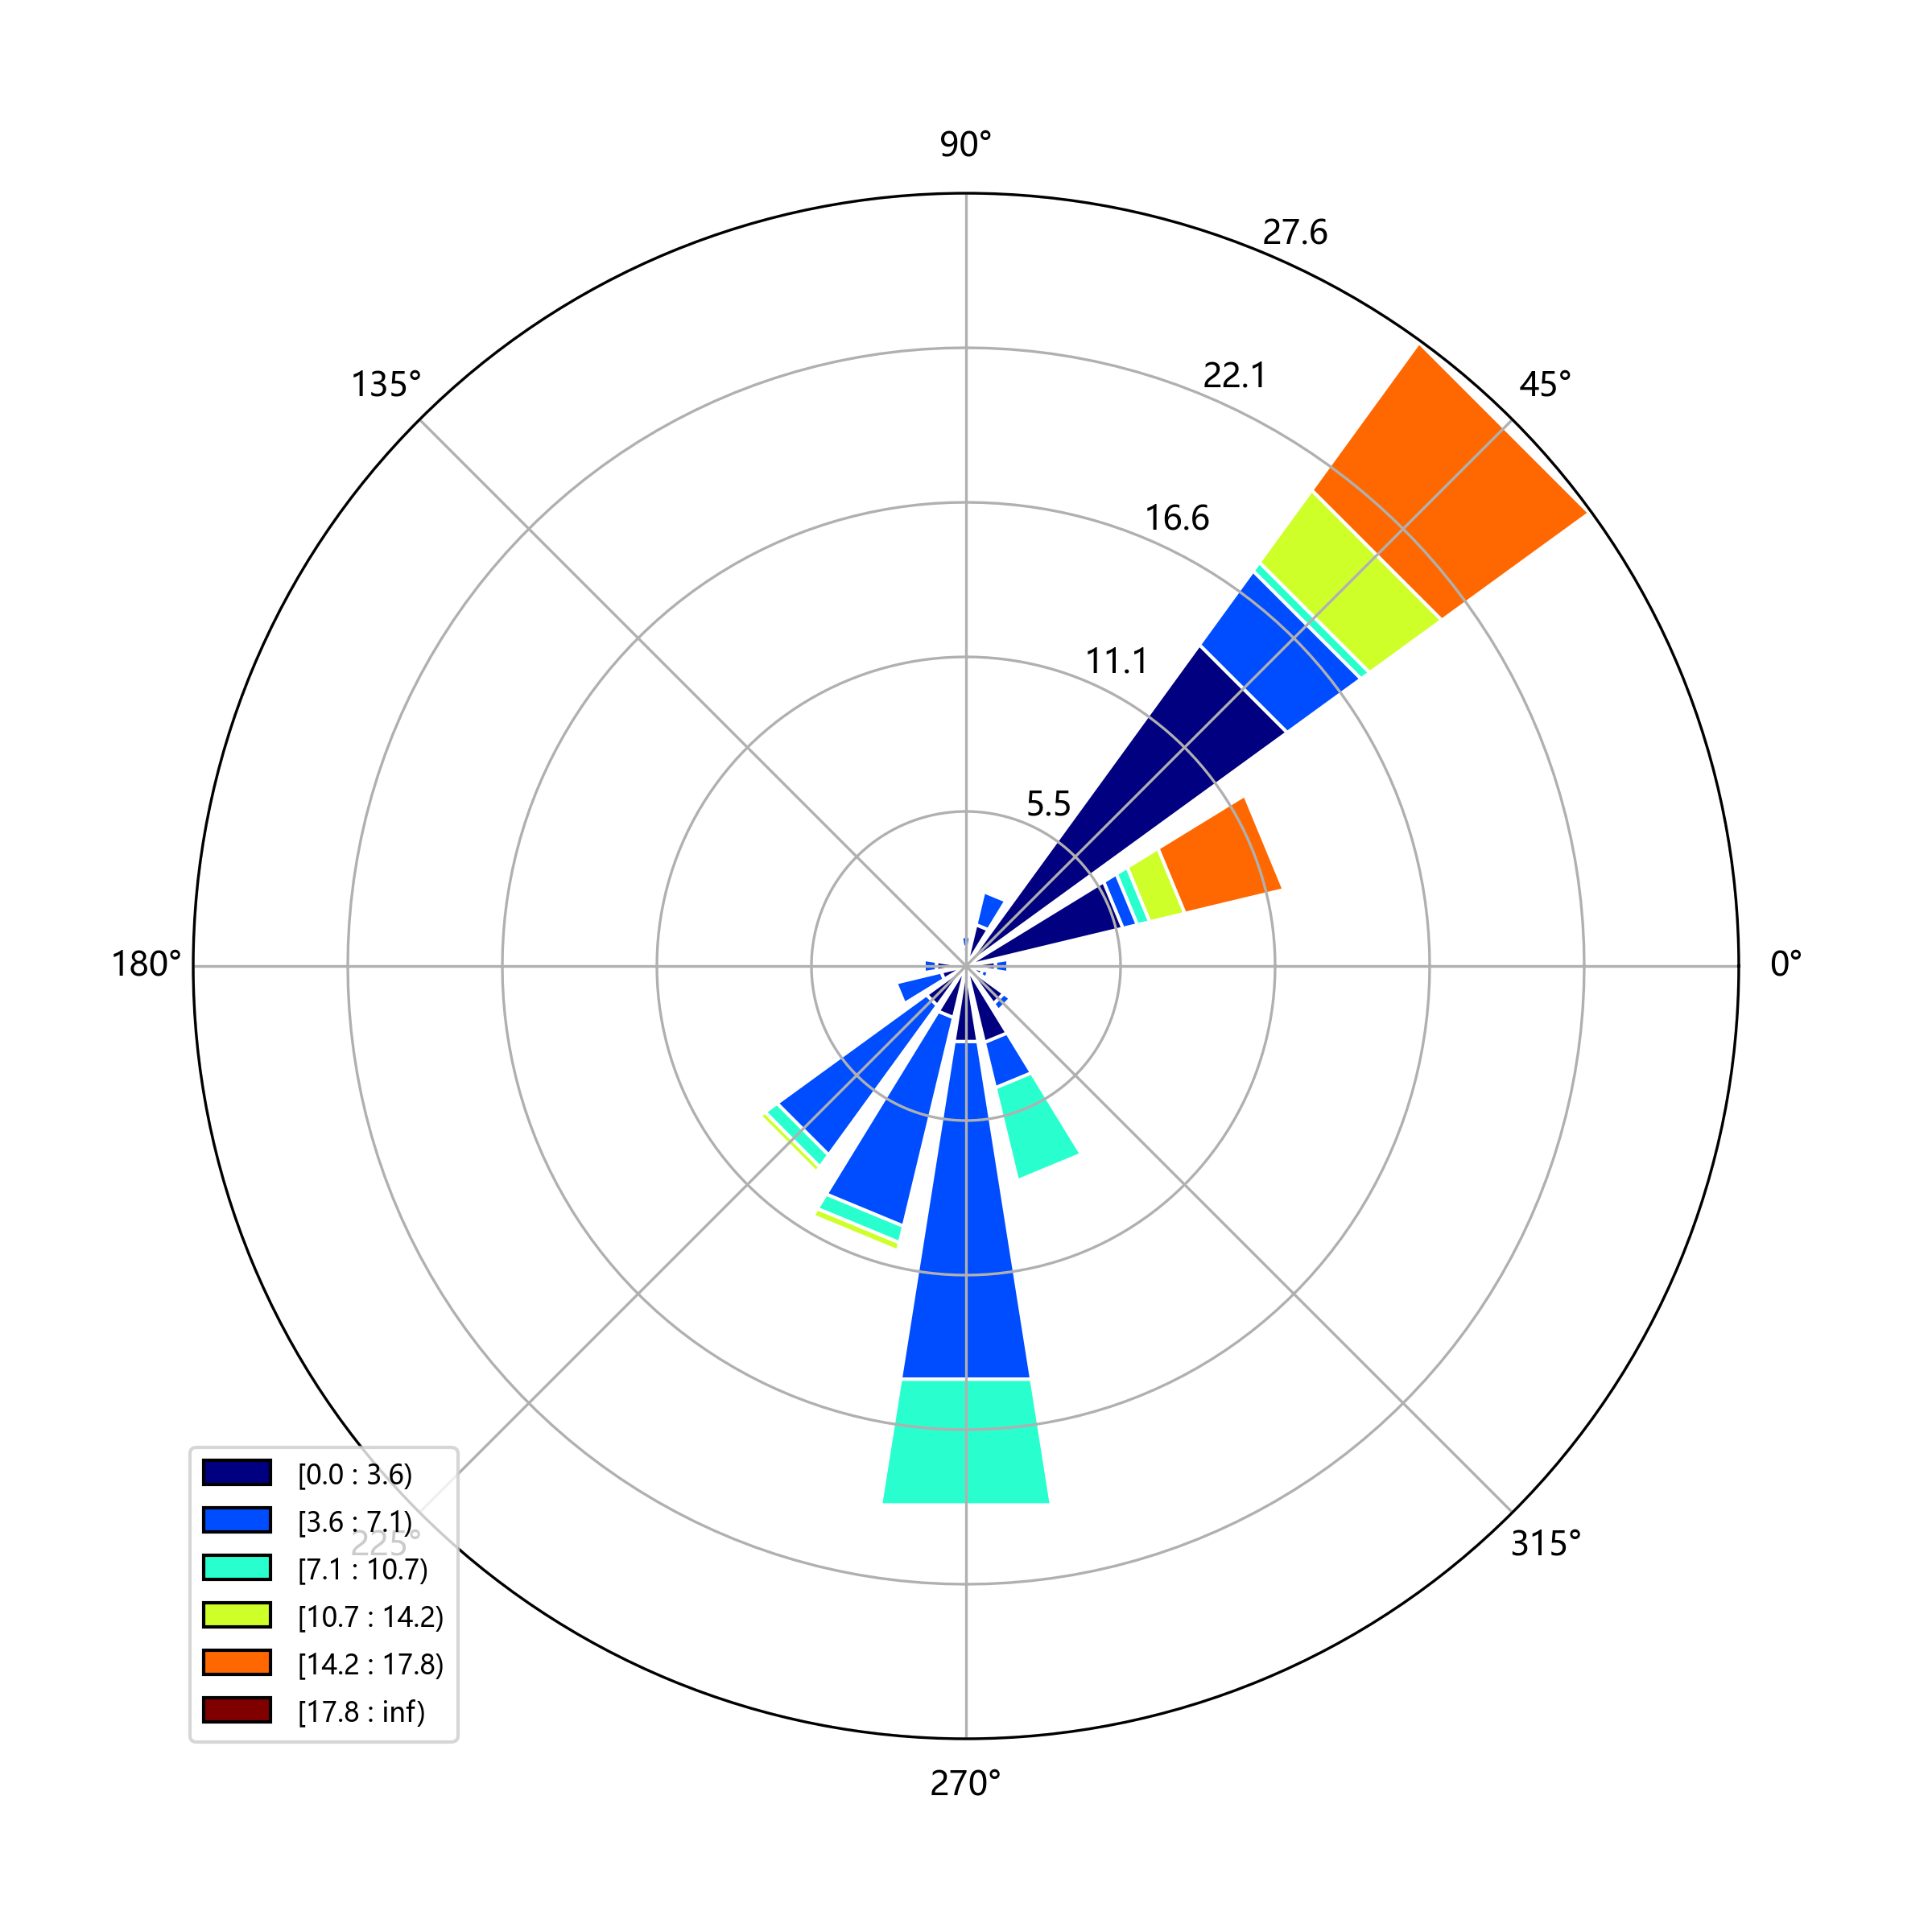 90°
27.6
22.1
135°
45°
16.6
11.1
5.5
180°
0°
[0.0 : 3.6)
[3.6 : 7.1)
225°
[7.1 : 10.7)
[10.7 : 14.2)
[14.2 : 17.8)
[17.8 : inf)
315°
270°